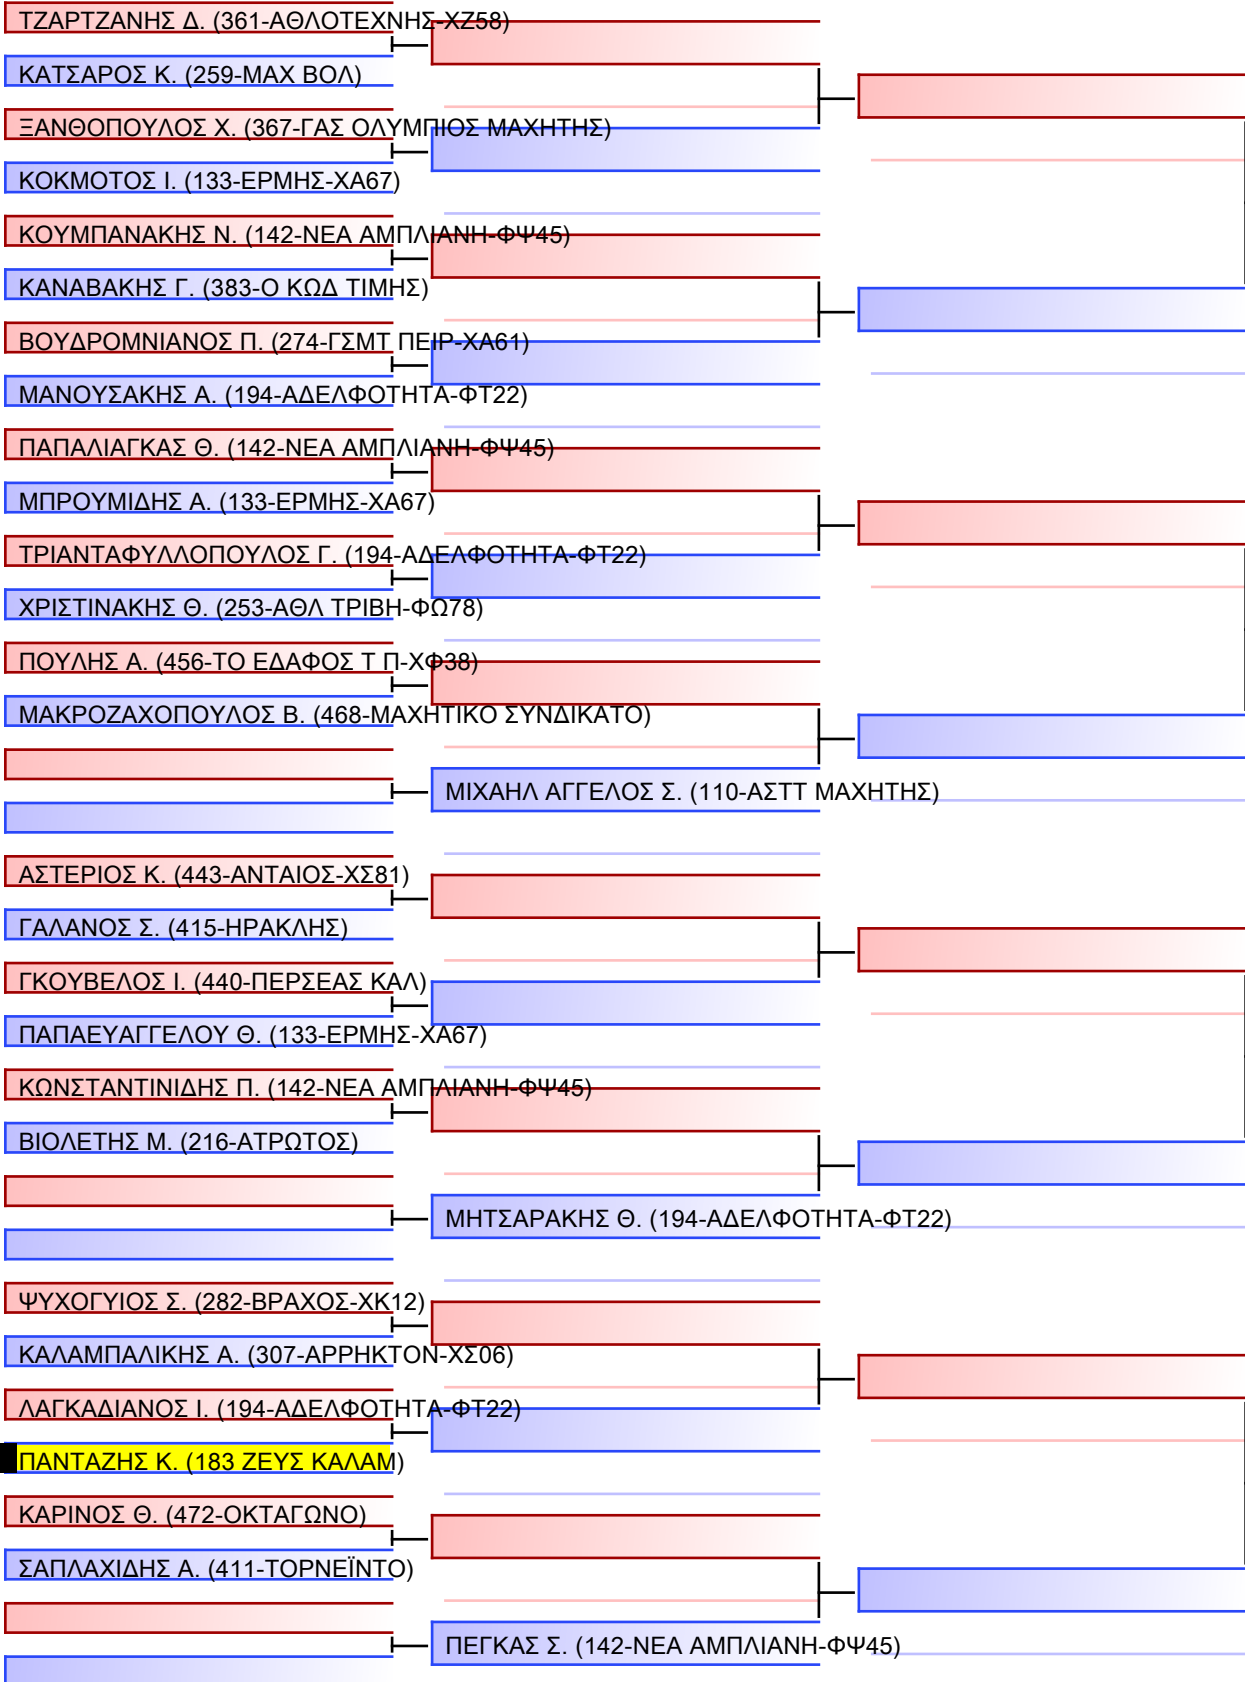 ΤΖΑΡΤΖΑΝΗΣ Δ. (361-ΑΘΛΟΤΕΧΝΗΣ-ΧΖ58)
ΚΑΤΣΑΡΟΣ Κ. (259-ΜΑΧ ΒΟΛ)
ΞΑΝΘΟΠΟΥΛΟΣ Χ. (367-ΓΑΣ ΟΛΥΜΠΙΟΣ ΜΑΧΗΤΗΣ)
ΚΟΚΜΟΤΟΣ Ι. (133-ΕΡΜΗΣ-ΧΑ67)
ΚΟΥΜΠΑΝΑΚΗΣ Ν. (142-ΝΕΑ ΑΜΠΛΙΑΝΗ-ΦΨ45)
ΚΑΝΑΒΑΚΗΣ Γ. (383-Ο ΚΩΔ ΤΙΜΗΣ)
ΒΟΥΔΡΟΜΝΙΑΝΟΣ Π. (274-ΓΣΜΤ ΠΕΙΡ-ΧΑ61)
ΜΑΝΟΥΣΑΚΗΣ Α. (194-ΑΔΕΛΦΟΤΗΤΑ-ΦΤ22)
ΠΑΠΑΛΙΑΓΚΑΣ Θ. (142-ΝΕΑ ΑΜΠΛΙΑΝΗ-ΦΨ45)
ΜΠΡΟΥΜΙΔΗΣ Α. (133-ΕΡΜΗΣ-ΧΑ67)
ΤΡΙΑΝΤΑΦΥΛΛΟΠΟΥΛΟΣ Γ. (194-ΑΔΕΛΦΟΤΗΤΑ-ΦΤ22)
ΧΡΙΣΤΙΝΑΚΗΣ Θ. (253-ΑΘΛ ΤΡΙΒΗ-ΦΩ78)
ΠΟΥΛΗΣ Α. (456-ΤΟ ΕΔΑΦΟΣ Τ Π-ΧΦ38)
ΜΑΚΡΟΖΑΧΟΠΟΥΛΟΣ Β. (468-ΜΑΧΗΤΙΚΟ ΣΥΝΔΙΚΑΤΟ)
ΜΙΧΑΗΛ ΑΓΓΕΛΟΣ Σ. (110-ΑΣΤΤ ΜΑΧΗΤΗΣ)
ΑΣΤΕΡΙΟΣ Κ. (443-ΑΝΤΑΙΟΣ-ΧΣ81)
ΓΑΛΑΝΟΣ Σ. (415-ΗΡΑΚΛΗΣ)
ΓΚΟΥΒΕΛΟΣ Ι. (440-ΠΕΡΣΕΑΣ ΚΑΛ)
ΠΑΠΑΕΥΑΓΓΕΛΟΥ Θ. (133-ΕΡΜΗΣ-ΧΑ67)
ΚΩΝΣΤΑΝΤΙΝΙΔΗΣ Π. (142-ΝΕΑ ΑΜΠΛΙΑΝΗ-ΦΨ45)
ΒΙΟΛΕΤΗΣ Μ. (216-ΑΤΡΩΤΟΣ)
ΜΗΤΣΑΡΑΚΗΣ Θ. (194-ΑΔΕΛΦΟΤΗΤΑ-ΦΤ22)
ΨΥΧΟΓΥΙΟΣ Σ. (282-ΒΡΑΧΟΣ-ΧΚ12)
ΚΑΛΑΜΠΑΛΙΚΗΣ Α. (307-ΑΡΡΗΚΤΟΝ-ΧΣ06)
ΛΑΓΚΑΔΙΑΝΟΣ Ι. (194-ΑΔΕΛΦΟΤΗΤΑ-ΦΤ22)
ΠΑΝΤΑΖΗΣ Κ. (183 ΖΕΥΣ ΚΑΛΑΜ)
ΚΑΡΙΝΟΣ Θ. (472-ΟΚΤΑΓΩΝΟ)
ΣΑΠΛΑΧΙΔΗΣ Α. (411-ΤΟΡΝΕΪΝΤΟ)
ΠΕΓΚΑΣ Σ. (142-ΝΕΑ ΑΜΠΛΙΑΝΗ-ΦΨ45)